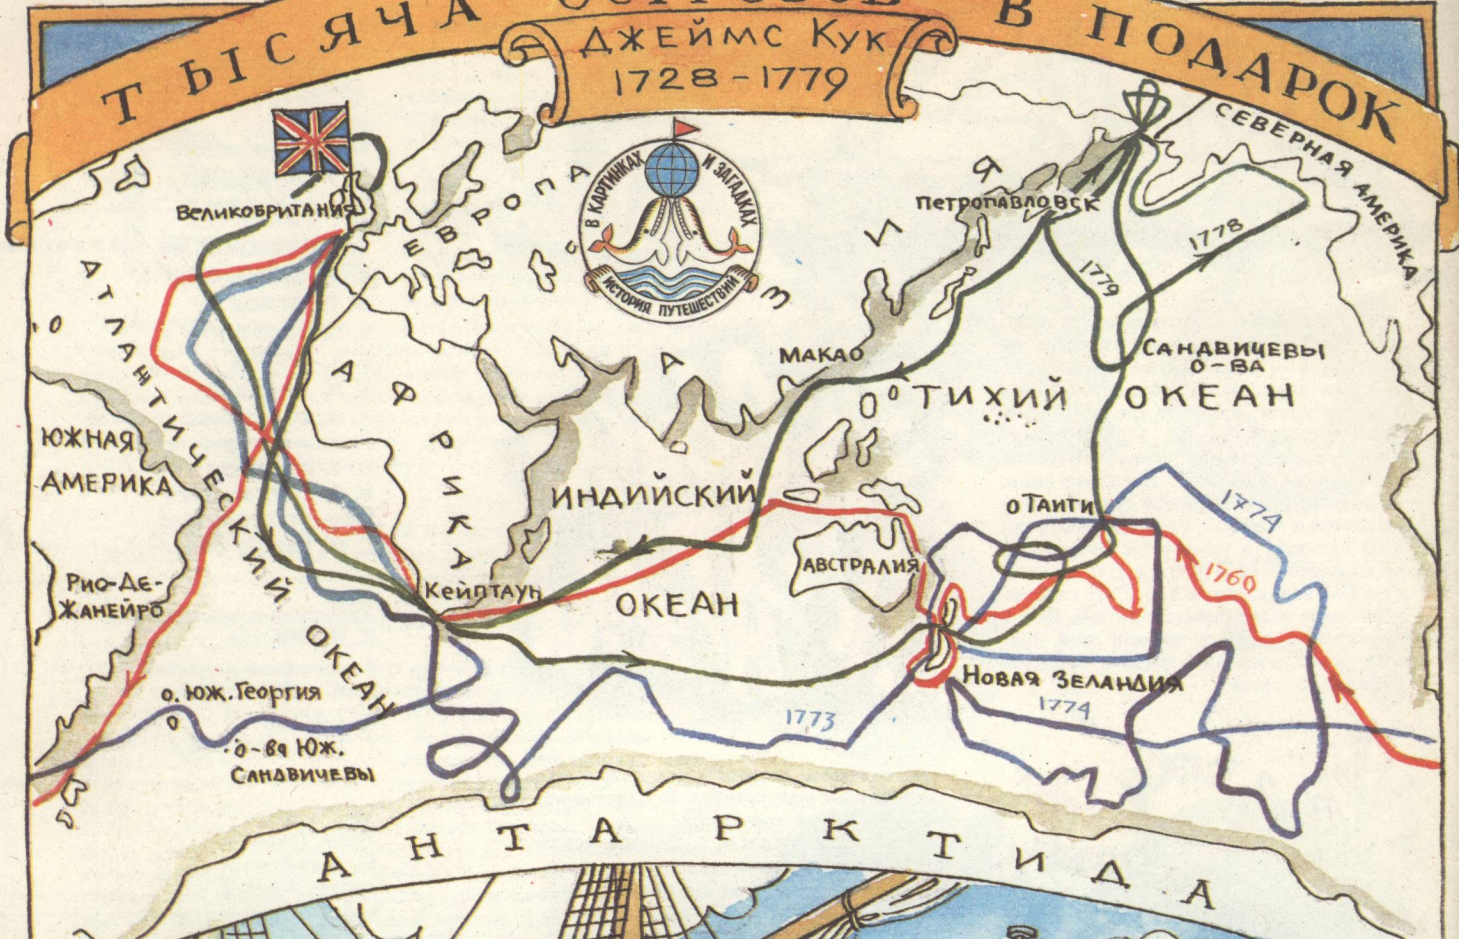 ТЫСЯЧА ОСТРОВОВ В ПОДАРОК
ДЖЕЙМС КУК
1728-1779
СЕВЕРНАЯ АМЕРИКА
В КАРТИНКАХ И ЗАГАДКАХ
ИСТОРИЯ ПУТЕШЕСТВИЙ
ВЕЛИКОБРИТАНИЯ
ЕВРОПА
АЗИЯ
ПЕТРОПАВЛОВСК
1778
1779
АТЛАНТИЧЕСКИЙ
ОКЕАН
АФРИКА
МАКАО
САНДВИЧЕВЫ
О-ВА
ТИХИЙ ОКЕАН
ЮЖНАЯ
АМЕРИКА
ИНДИЙСКИЙ
ОКЕАН
О ТАИТИ
1774
АВСТРАЛИЯ
1760
РИО-ДЕ-
ЖАНЕЙРО
КЕЙПТАУН
О. ЮЖ. ГЕОРГИЯ
О-ВА ЮЖ.
САНДВИЧЕВЫ
НОВАЯ ЗЕЛАНДИЯ
1773
1774
АНТАРКТИДА